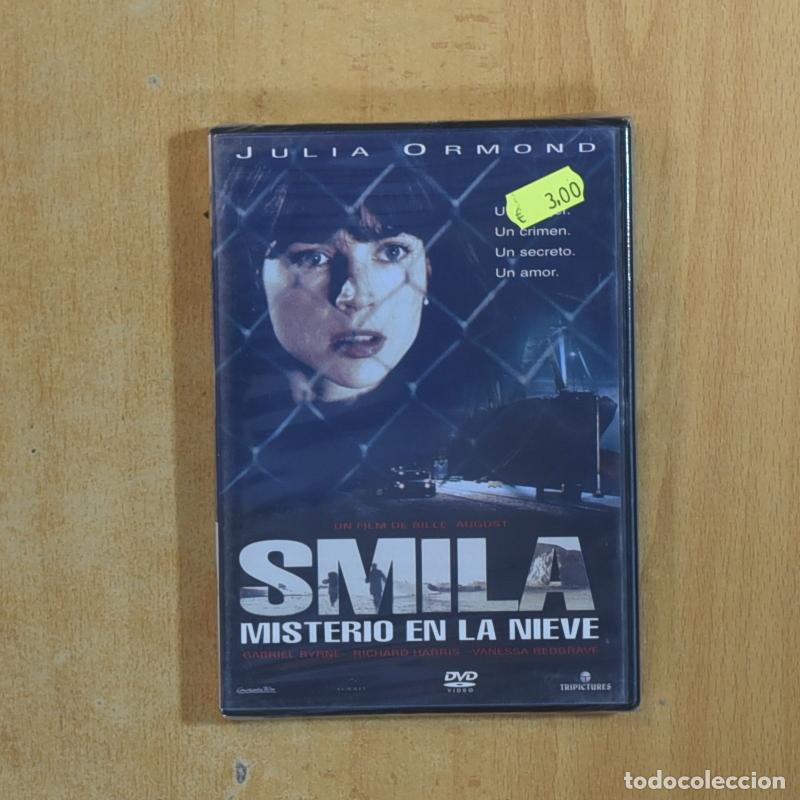 JULIA ORMOND
€ 3,00
Un crimen.
Un secreto.
Un amor.
UN FILM DE BILLE AUGUST
SMILA
MISTERIO EN LA NIEVE
GABRIEL BYRNE - RICHARD HARRIS - VANESSA REDGRAVE
DVD
VIDEO
TRIPICTURES
todocoleccion